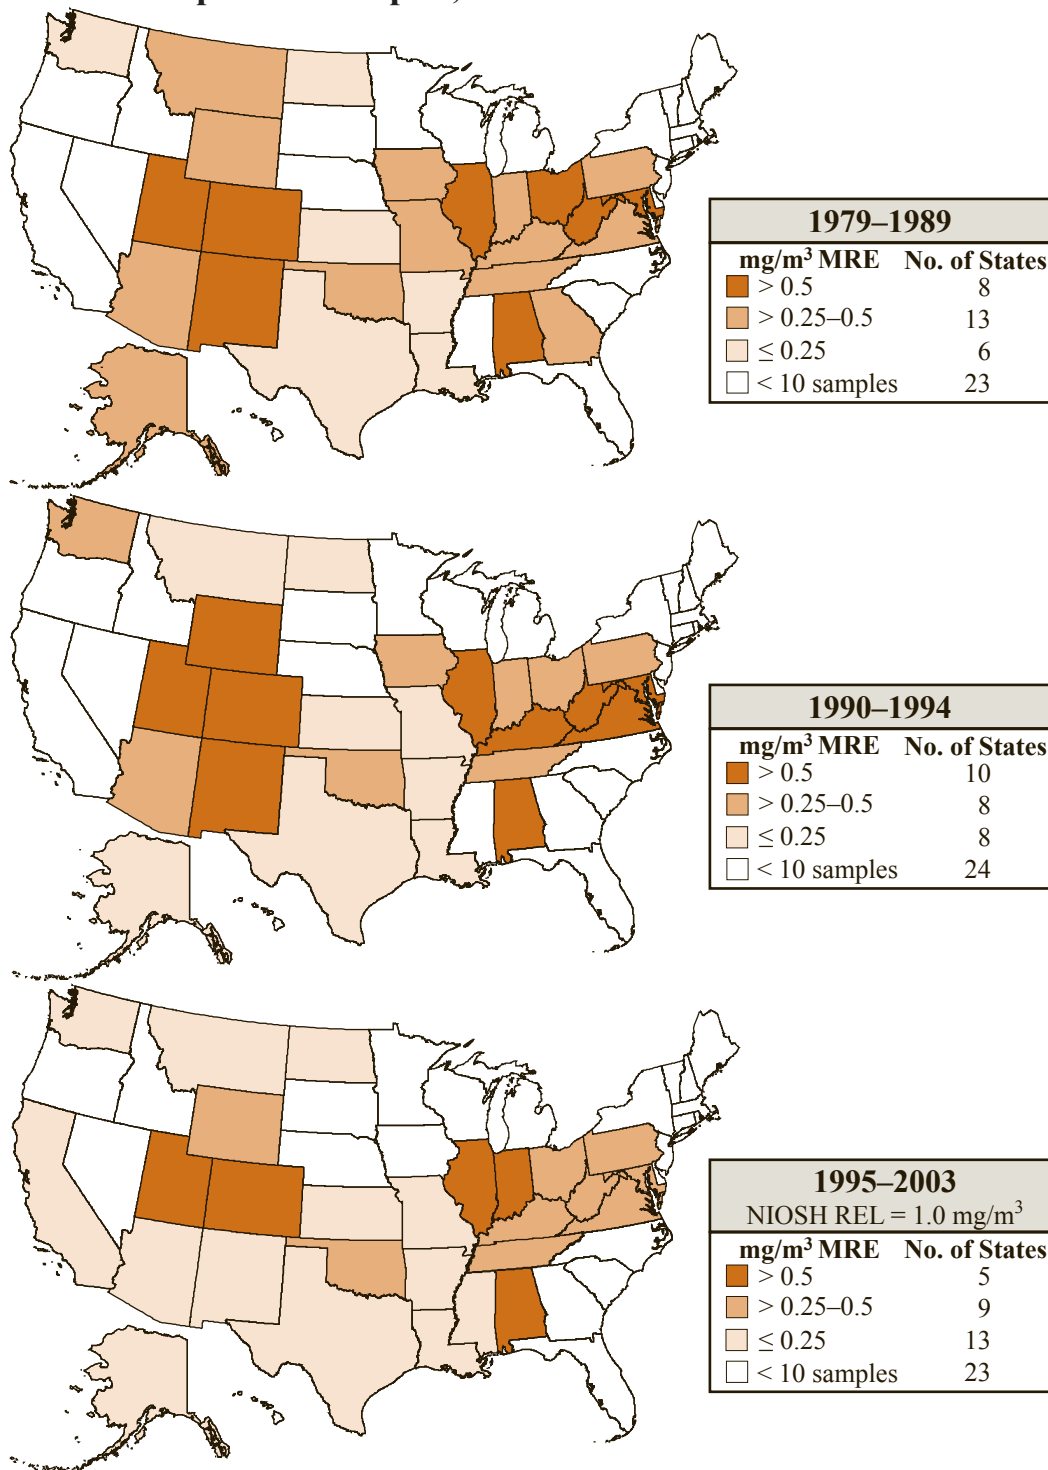 1979–1989
mg/m³ MRE No. of States
> 0.5 8
> 0.25–0.5 13
≤ 0.25 6
< 10 samples 23
1990–1994
mg/m³ MRE No. of States
> 0.5 10
> 0.25–0.5 8
≤ 0.25 8
< 10 samples 24
1995–2003
NIOSH REL = 1.0 mg/m³
mg/m³ MRE No. of States
> 0.5 5
> 0.25–0.5 9
≤ 0.25 13
< 10 samples 23